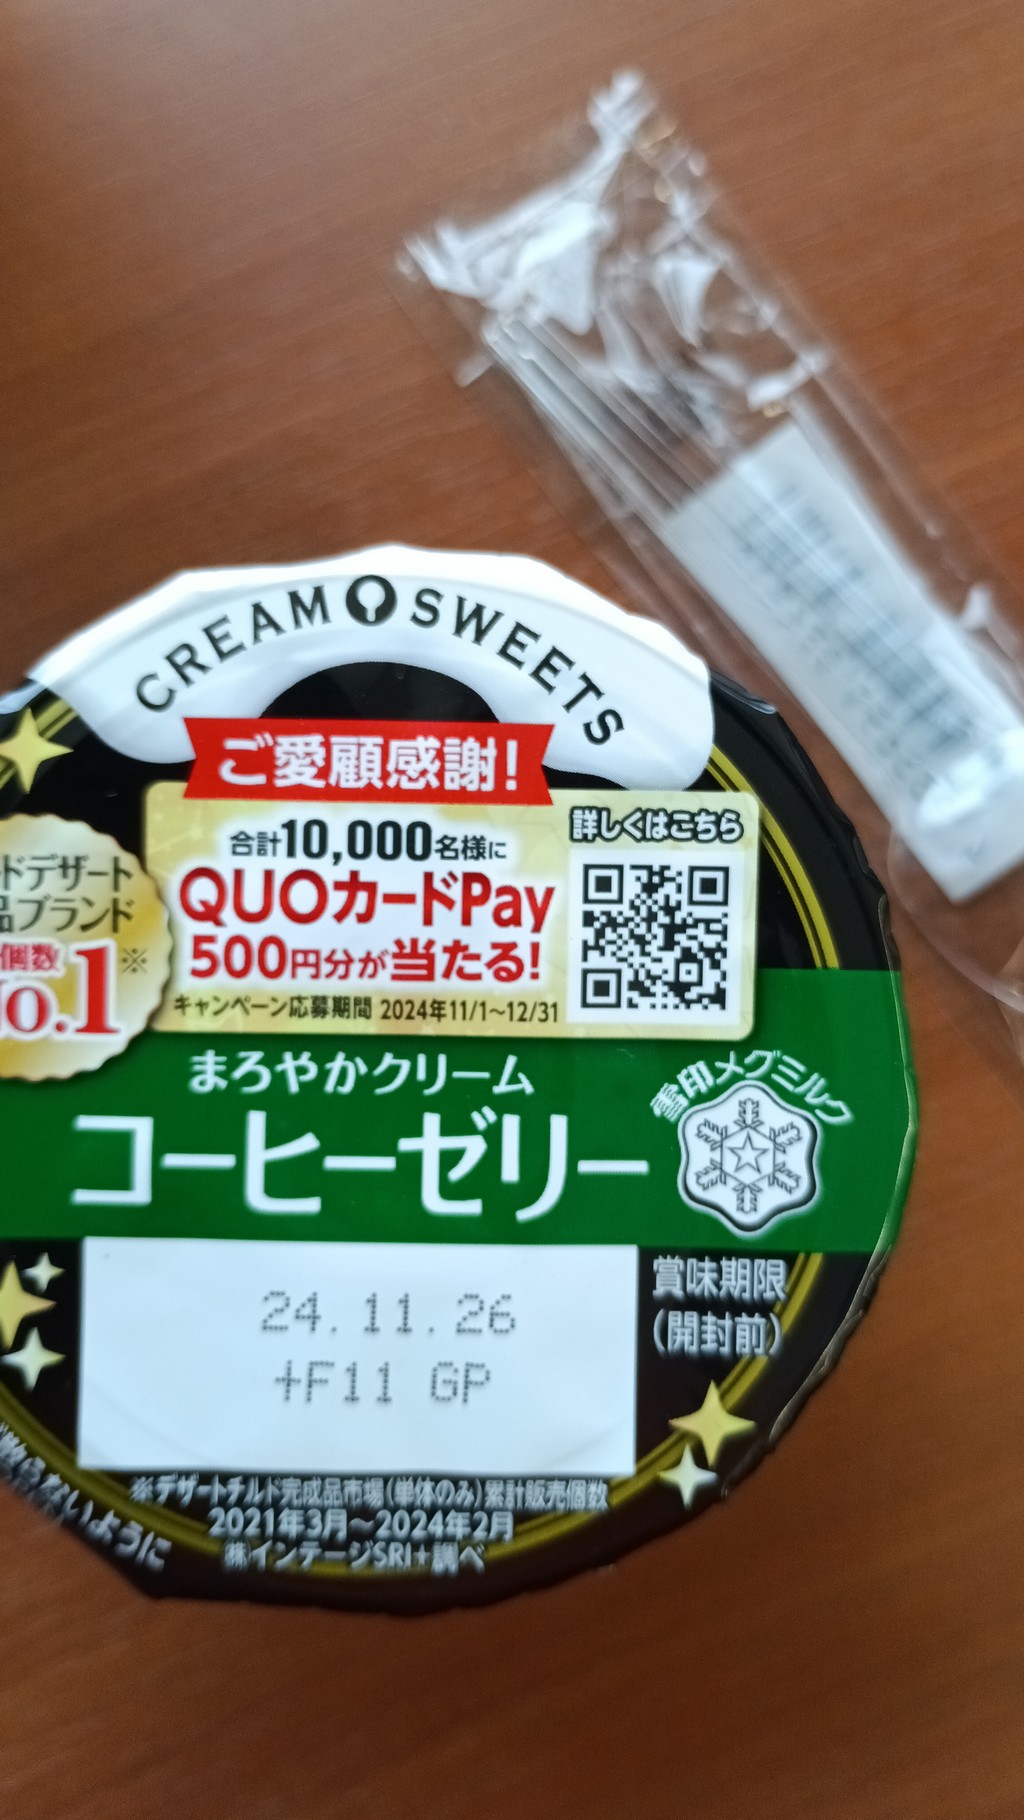 CREAM SWEETS
ご愛顧感謝!
合計10,000名様に
QUOカードPay
500円分が当たる!
キャンペーン応募期間 2024年11/1～12/31
詳しくはこちら
ドデザート
品ブランド
個数
No.1※
まろやかクリーム
コーヒーゼリー
雪印メグミルク
24.11.26
+F11 GP
賞味期限
(開封前)
※デザートチルド完成品市場(単体のみ)累計販売個数
2021年3月～2024年2月
㈱インテージSRI+調べ
らないように